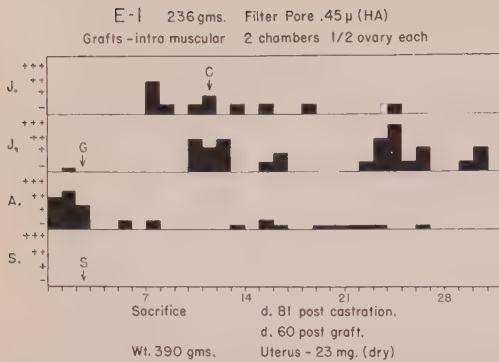 E-1 236 gms. Filter Pore .45 µ (HA)
Grafts - intra muscular 2 chambers 1/2 ovary each
J. +++ ++ + - C
J. +++ ++ + - G
A. +++ ++ + -
S. +++ ++ + - S
7 14 21 28
Sacrifice d. 81 post castration.
d. 60 post graft.
Wt. 390 gms. Uterus - 23 mg. (dry)